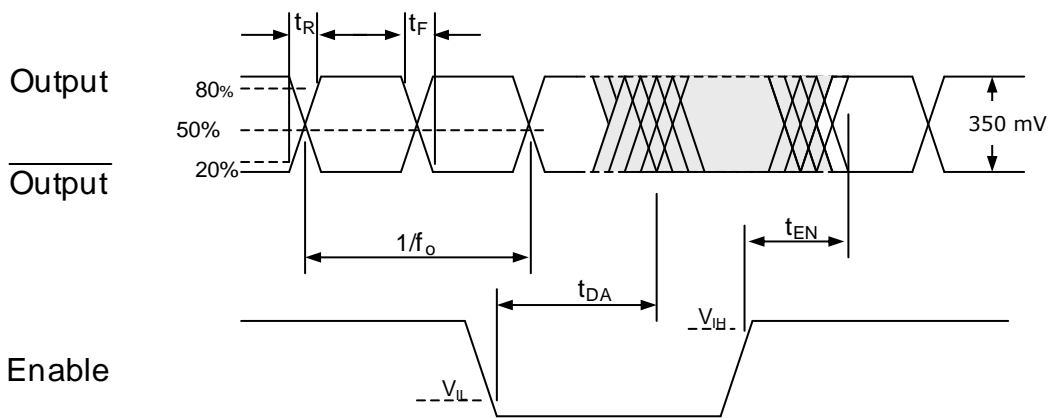 tR
tF
Output
80%
50%
350 mV
20%
Output
tEN
1/fo
tDA
VIH
Enable
VIL